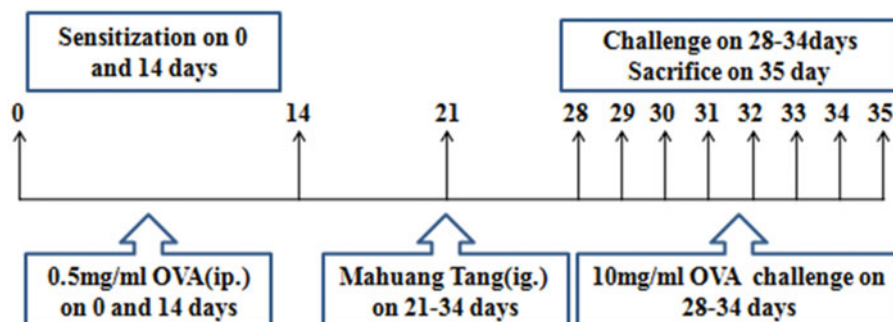 Sensitization on 0
and 14 days
Challenge on 28-34days
Sacrifice on 35 day
0 14 21 28 29 30 31 32 33 34 35
0.5mg/ml OVA(ip.)
on 0 and 14 days
Mahuang Tang(ig.)
on 21-34 days
10mg/ml OVA challenge on
28-34 days